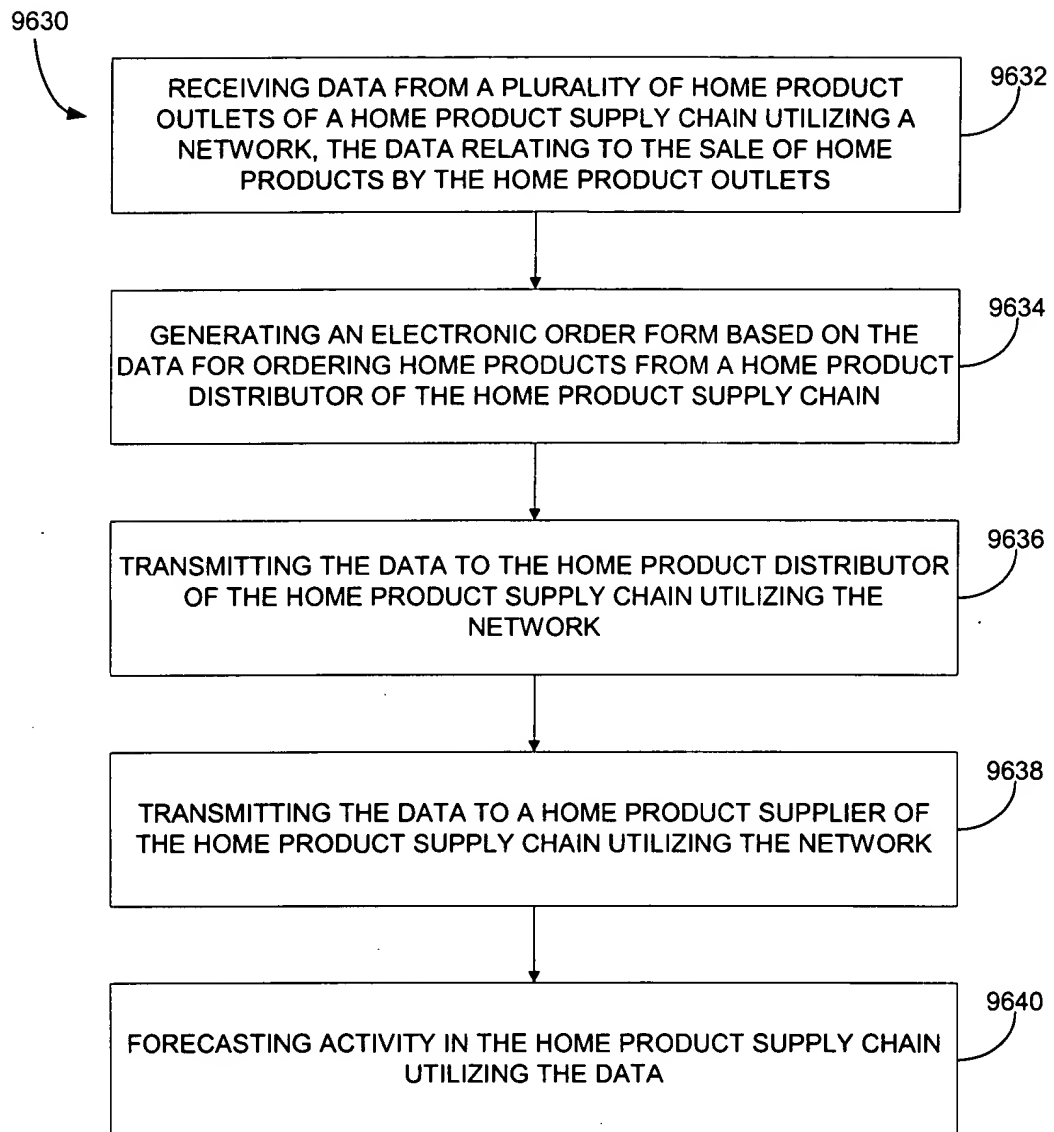 9630
RECEIVING DATA FROM A PLURALITY OF HOME PRODUCT
OUTLETS OF A HOME PRODUCT SUPPLY CHAIN UTILIZING A
NETWORK, THE DATA RELATING TO THE SALE OF HOME
PRODUCTS BY THE HOME PRODUCT OUTLETS
9632
GENERATING AN ELECTRONIC ORDER FORM BASED ON THE
DATA FOR ORDERING HOME PRODUCTS FROM A HOME PRODUCT
DISTRIBUTOR OF THE HOME PRODUCT SUPPLY CHAIN
9634
TRANSMITTING THE DATA TO THE HOME PRODUCT DISTRIBUTOR
OF THE HOME PRODUCT SUPPLY CHAIN UTILIZING THE
NETWORK
9636
TRANSMITTING THE DATA TO A HOME PRODUCT SUPPLIER OF
THE HOME PRODUCT SUPPLY CHAIN UTILIZING THE NETWORK
9638
FORECASTING ACTIVITY IN THE HOME PRODUCT SUPPLY CHAIN
UTILIZING THE DATA
9640